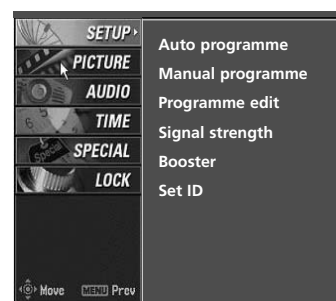 SETUP
PICTURE
AUDIO
TIME
SPECIAL
LOCK
Move MENU Prev
Auto programme
Manual programme
Programme edit
Signal strength
Booster
Set ID